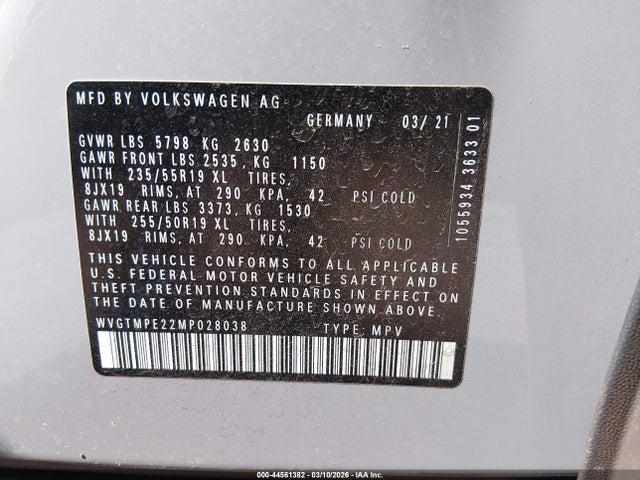 MFD BY VOLKSWAGEN AG
GERMANY 03/ 21
GVWR LBS 5798 KG 2630
GAWR FRONT LBS 2535, KG 1150
WITH 235/55R19 XL TIRES,
8JX19 RIMS, AT 290 KPA, 42 PSI COLD
GAWR REAR LBS 3373, KG 1530
WITH 255/50R19 XL TIRES,
8JX19 RIMS, AT 290 KPA, 42 PSI COLD
THIS VEHICLE CONFORMS TO ALL APPLICABLE
U.S. FEDERAL MOTOR VEHICLE SAFETY AND
THEFT PREVENTION STANDARDS IN EFFECT ON
THE DATE OF MANUFACTURE SHOWN ABOVE.
WVGTMPE22MP028038 TYPE: MPV
1055934 3633 01
000-44561382 - 03/10/2026 - IAA Inc.